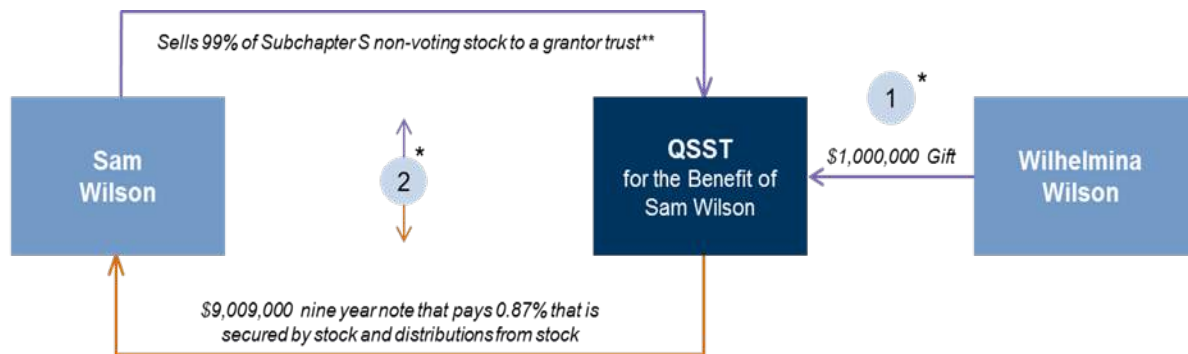 Sells 99% of Subchapter S non-voting stock to a grantor trust**
Sam
Wilson
2*
QSST
for the Benefit of
Sam Wilson
1*
$1,000,000 Gift
Wilhelmina
Wilson
$9,009,000 nine year note that pays 0.87% that is
secured by stock and distributions from stock